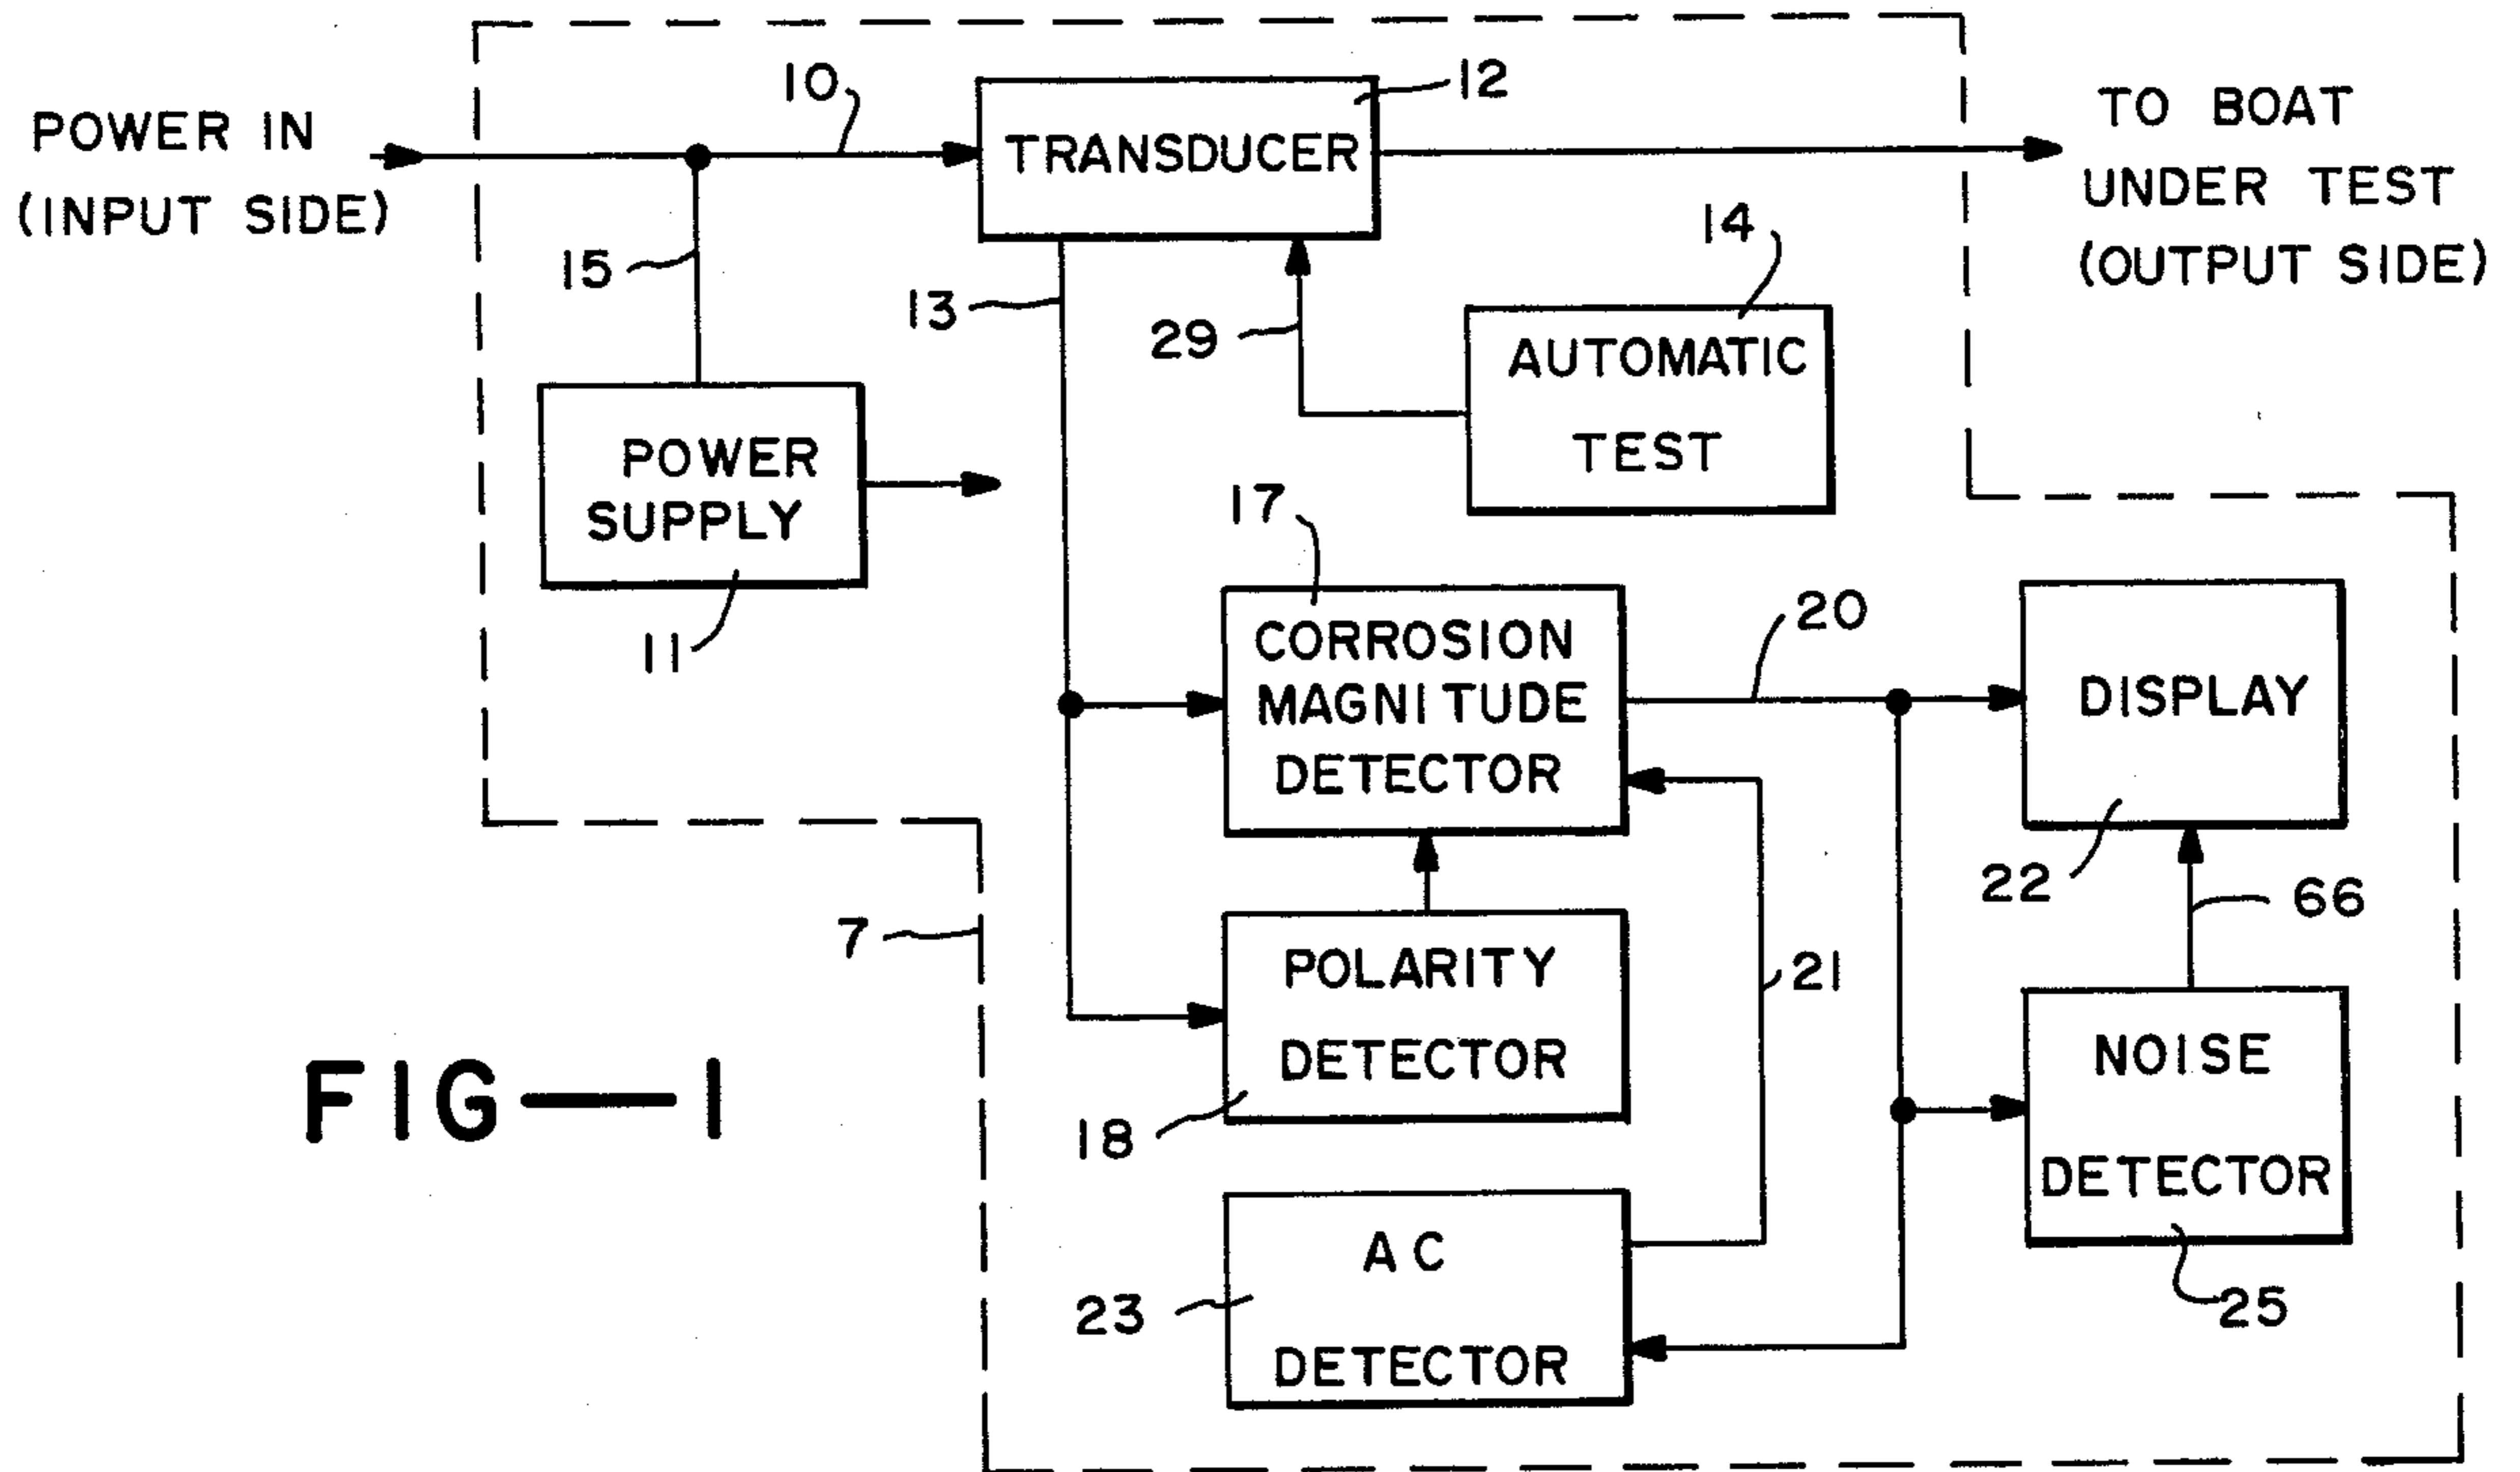 POWER IN
(INPUT SIDE)
10
TRANSDUCER
12
TO BOAT
UNDER TEST
(OUTPUT SIDE)
15
13
29
14
AUTOMATIC
TEST
POWER
SUPPLY
11
17
CORROSION
MAGNITUDE
DETECTOR
20
DISPLAY
22
66
7
POLARITY
DETECTOR
18
21
NOISE
DETECTOR
25
AC
DETECTOR
23
FIG—1